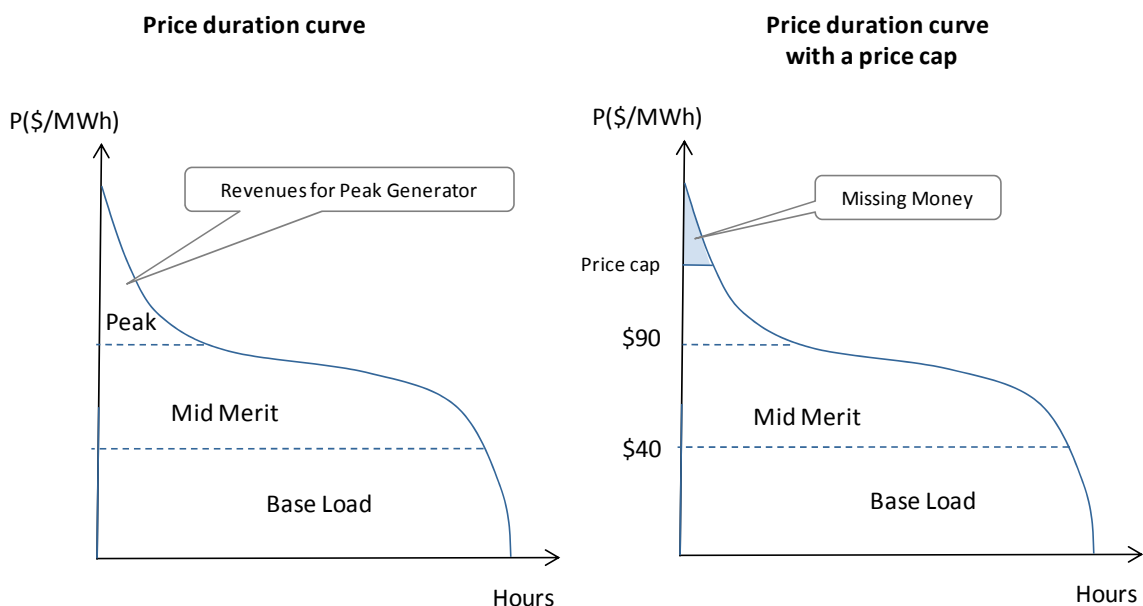 Price duration curve
P($/MWh)
Revenues for Peak Generator
Peak
Mid Merit
Base Load
Hours
Price duration curve
with a price cap
P($/MWh)
Missing Money
Price cap
$90
Mid Merit
$40
Base Load
Hours